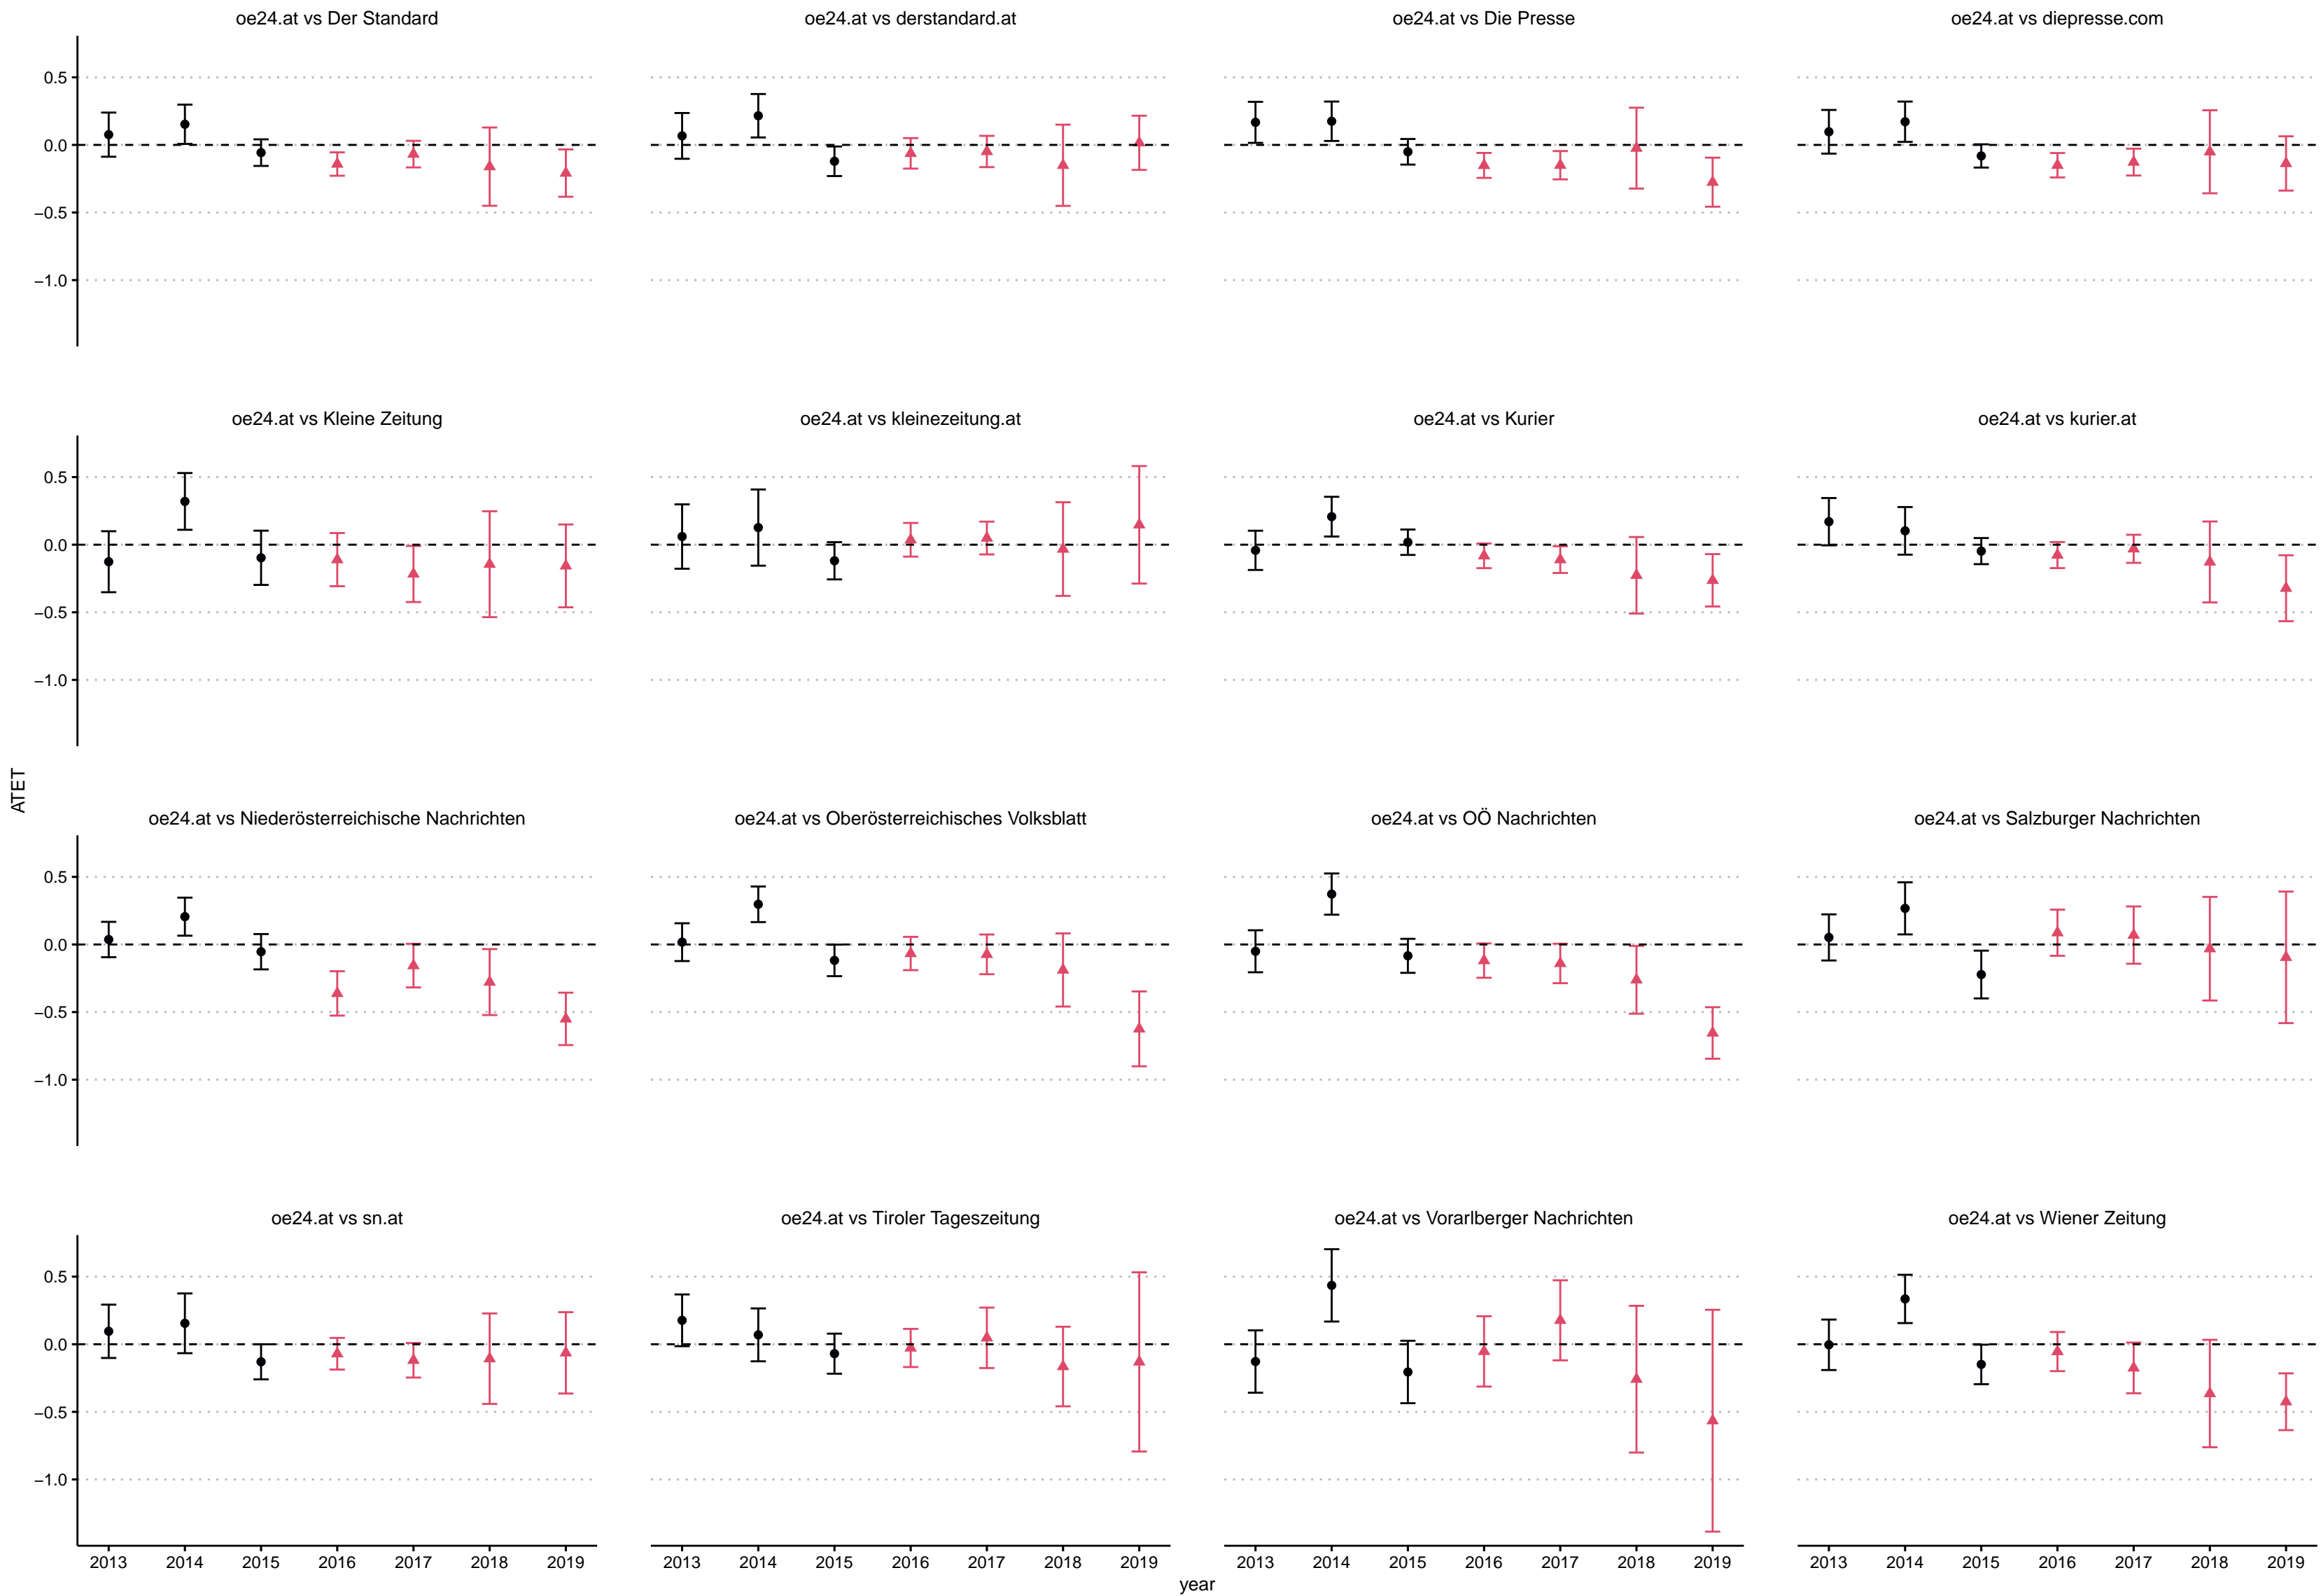 oe24.at vs Der Standard
oe24.at vs derstandard.at
oe24.at vs Die Presse
oe24.at vs diepresse.com
0.5
0.0
−0.5
−1.0
oe24.at vs Kleine Zeitung
oe24.at vs kleinezeitung.at
oe24.at vs Kurier
oe24.at vs kurier.at
0.5
0.0
−0.5
−1.0
ATET
oe24.at vs Niederösterreichische Nachrichten
oe24.at vs Oberösterreichisches Volksblatt
oe24.at vs OÖ Nachrichten
oe24.at vs Salzburger Nachrichten
0.5
0.0
−0.5
−1.0
oe24.at vs sn.at
oe24.at vs Tiroler Tageszeitung
oe24.at vs Vorarlberger Nachrichten
oe24.at vs Wiener Zeitung
0.5
0.0
−0.5
−1.0
2013 2014 2015 2016 2017 2018 2019
2013 2014 2015 2016 2017 2018 2019
2013 2014 2015 2016 2017 2018 2019
2013 2014 2015 2016 2017 2018 2019
year